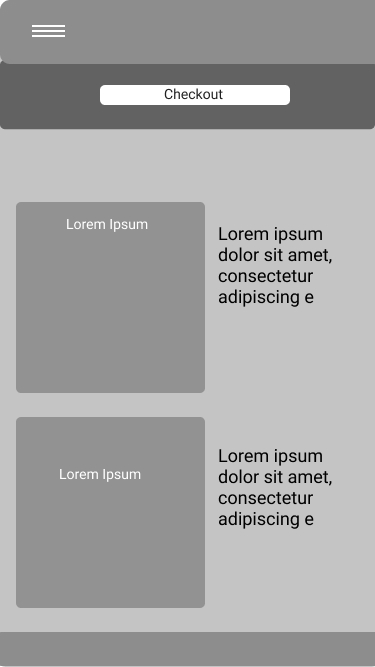 Checkout
Lorem Ipsum
Lorem ipsum
dolor sit amet,
consectetur
adipiscing e
Lorem Ipsum
Lorem ipsum
dolor sit amet,
consectetur
adipiscing e